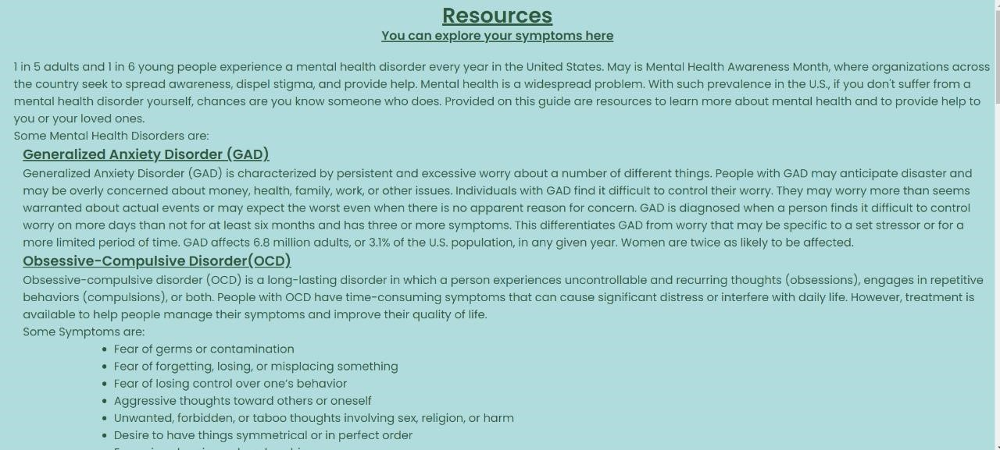 Resources
You can explore your symptoms here
1 in 5 adults and 1 in 6 young people experience a mental health disorder every year in the United States. May is Mental Health Awareness Month, where organizations across
the country seek to spread awareness, dispel stigma, and provide help. Mental health is a widespread problem. With such prevalence in the U.S., if you don't suffer from a
mental health disorder yourself, chances are you know someone who does. Provided on this guide are resources to learn more about mental health and to provide help to
you or your loved ones.
Some Mental Health Disorders are:
Generalized Anxiety Disorder (GAD)
Generalized Anxiety Disorder (GAD) is characterized by persistent and excessive worry about a number of different things. People with GAD may anticipate disaster and
may be overly concerned about money, health, family, work, or other issues. Individuals with GAD find it difficult to control their worry. They may worry more than seems
warranted about actual events or may expect the worst even when there is no apparent reason for concern. GAD is diagnosed when a person finds it difficult to control
worry on more days than not for at least six months and has three or more symptoms. This differentiates GAD from worry that may be specific to a set stressor or for a
more limited period of time. GAD affects 6.8 million adults, or 3.1% of the U.S. population, in any given year. Women are twice as likely to be affected.
Obsessive-Compulsive Disorder(OCD)
Obsessive-compulsive disorder (OCD) is a long-lasting disorder in which a person experiences uncontrollable and recurring thoughts (obsessions), engages in repetitive
behaviors (compulsions), or both. People with OCD have time-consuming symptoms that can cause significant distress or interfere with daily life. However, treatment is
available to help people manage their symptoms and improve their quality of life.
Some Symptoms are:
• Fear of germs or contamination
• Fear of forgetting, losing, or misplacing something
• Fear of losing control over one’s behavior
• Aggressive thoughts toward others or oneself
• Unwanted, forbidden, or taboo thoughts involving sex, religion, or harm
• Desire to have things symmetrical or in perfect order